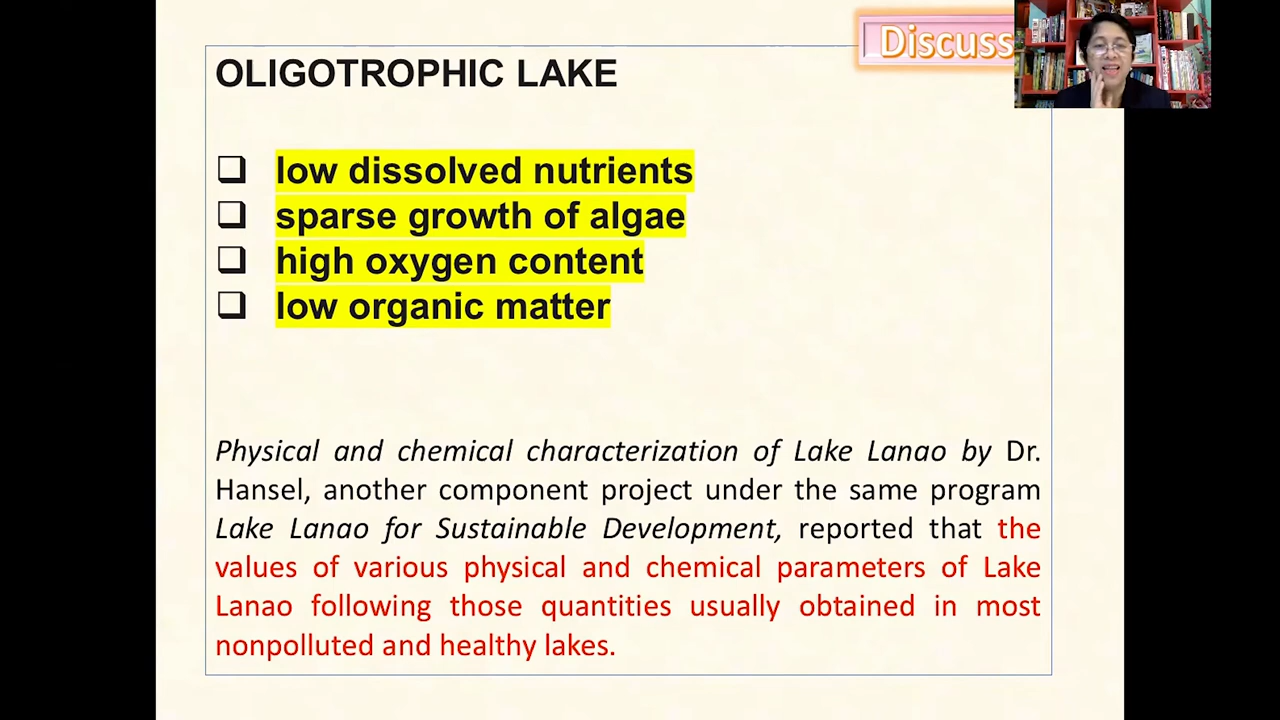 Discuss
OLIGOTROPHIC LAKE
low dissolved nutrients
sparse growth of algae
high oxygen content
low organic matter
Physical and chemical characterization of Lake Lanao by Dr.
Hansel, another component project under the same program
Lake Lanao for Sustainable Development, reported that the
values of various physical and chemical parameters of Lake
Lanao following those quantities usually obtained in most
nonpolluted and healthy lakes.